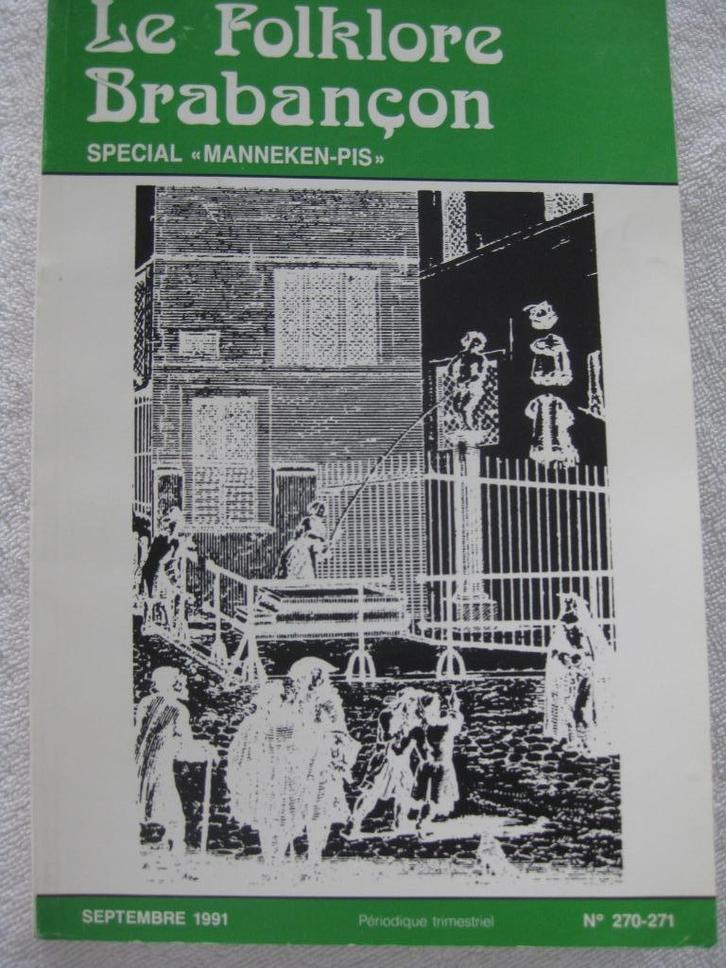 Le Folklore
Brabançon
SPECIAL «MANNEKEN-PIS»
SEPTEMBRE 1991 Périodique trimestriel N° 270-271